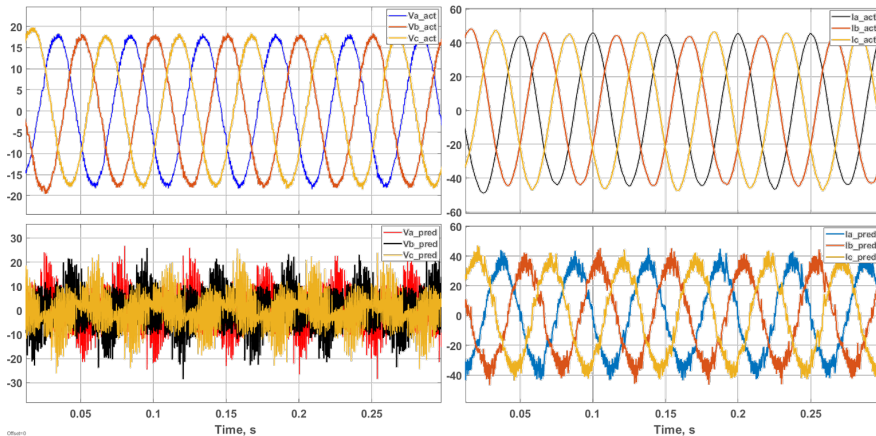 20
15
10
5
0
-5
-10
-15
-20
Va_act
Vb_act
Vc_act
60
40
20
0
-20
-40
-60
Ia_act
Ib_act
Ic_act
30
20
10
0
-10
-20
-30
Va_pred
Vb_pred
Vc_pred
0.05
0.1
0.15
0.2
0.25
Time, s
60
40
20
0
-20
-40
Ia_pred
Ib_pred
Ic_pred
0.05
0.1
0.15
0.2
0.25
Time, s
Offset=0